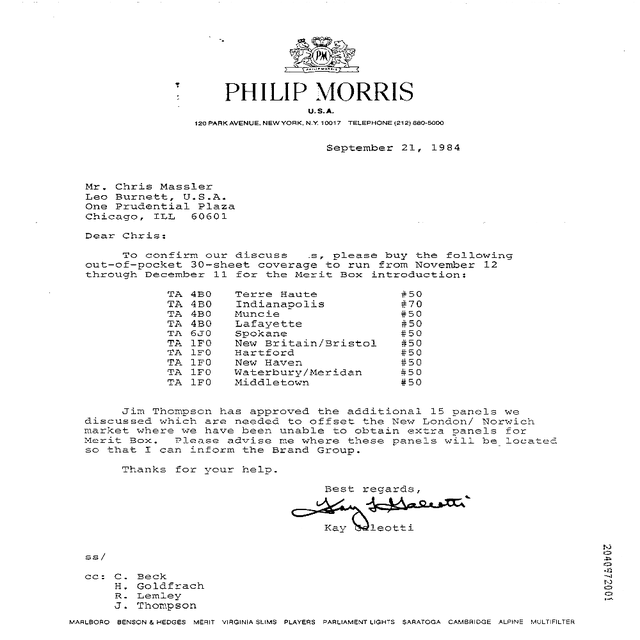 PM
PHILIP MORRIS
U.S.A.
120 PARK AVENUE, NEW YORK, N.Y. 10017 TELEPHONE (212) 880-5000
September 21, 1984
Mr. Chris Massler
Leo Burnett, U.S.A.
One Prudential Plaza
Chicago, ILL 60601
Dear Chris:
To confirm our discuss s, please buy the following
out-of-pocket 30-sheet coverage to run from November 12
through December 11 for the Merit Box introduction:
TA 4B0 Terre Haute #50
TA 4B0 Indianapolis #70
TA 4B0 Muncie #50
TA 4B0 Lafayette #50
TA 6J0 Spokane #50
TA 1F0 New Britain/Bristol #50
TA 1F0 Hartford #50
TA 1F0 New Haven #50
TA 1F0 Waterbury/Meridan #50
TA 1F0 Middletown #50
Jim Thompson has approved the additional 15 panels we
discussed which are needed to offset the New London/ Norwich
market where we have been unable to obtain extra panels for
Merit Box. Please advise me where these panels will be located
so that I can inform the Brand Group.
Thanks for your help.
Best regards,
Kay L Galeotti
Kay Galeotti
ss/
cc: C. Beck
H. Goldfrach
R. Lemley
J. Thompson
2040972001
MARLBORO BENSON & HEDGES MERIT VIRGINIA SLIMS PLAYERS PARLIAMENT LIGHTS SARATOGA CAMBRIDGE ALPINE MULTIFILTER